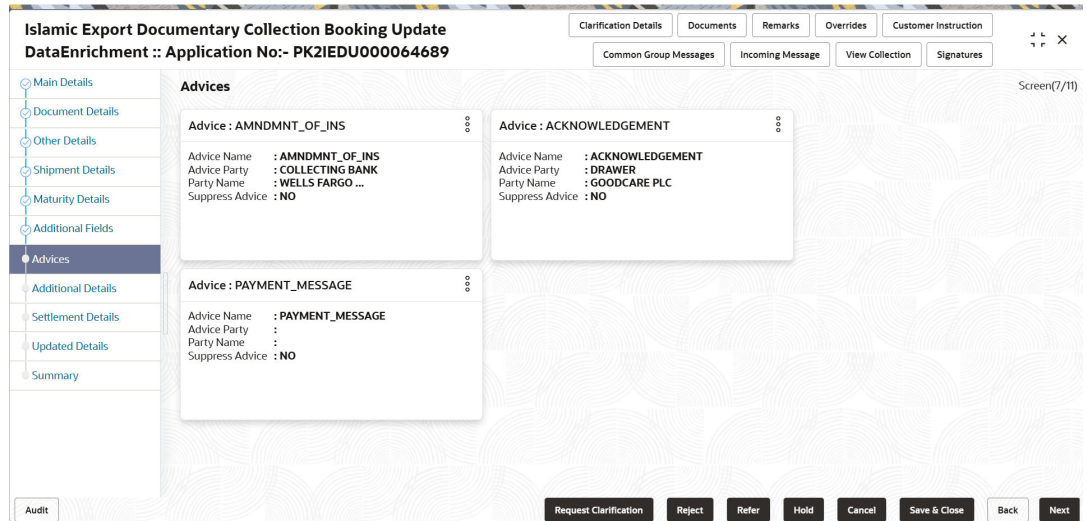 Islamic Export Documentary Collection Booking Update
DataEnrichment :: Application No:- PK2IEDU000064689
Clarification Details
Documents
Remarks
Overrides
Customer Instruction
Common Group Messages
Incoming Message
View Collection
Signatures
Main Details
Document Details
Other Details
Shipment Details
Maturity Details
Additional Fields
Advices
Additional Details
Settlement Details
Updated Details
Summary
Advices
Screen(7/11)
Advice : AMNDMNT_OF_INS
Advice Name : AMNDMNT_OF_INS
Advice Party : COLLECTING BANK
Party Name : WELLS FARGO ...
Suppress Advice : NO
Advice : ACKNOWLEDGEMENT
Advice Name : ACKNOWLEDGEMENT
Advice Party : DRAWER
Party Name : GOODCARE PLC
Suppress Advice : NO
Advice : PAYMENT_MESSAGE
Advice Name : PAYMENT_MESSAGE
Advice Party :
Party Name :
Suppress Advice : NO
Audit
Request Clarification
Reject
Refer
Hold
Cancel
Save & Close
Back
Next